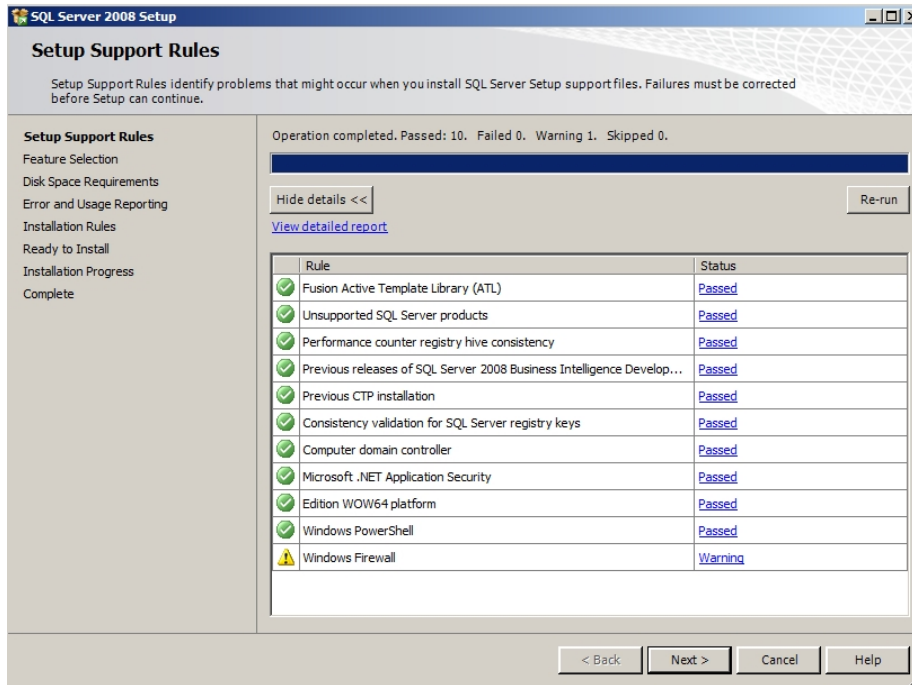 SQL Server 2008 Setup
Setup Support Rules
Setup Support Rules identify problems that might occur when you install SQL Server Setup support files. Failures must be corrected
before Setup can continue.
Setup Support Rules
Feature Selection
Disk Space Requirements
Error and Usage Reporting
Installation Rules
Ready to Install
Installation Progress
Complete
Operation completed. Passed: 10. Failed 0. Warning 1. Skipped 0.
Hide details <<
Re-run
View detailed report
Rule Status
Fusion Active Template Library (ATL) Passed
Unsupported SQL Server products Passed
Performance counter registry hive consistency Passed
Previous releases of SQL Server 2008 Business Intelligence Develop... Passed
Previous CTP installation Passed
Consistency validation for SQL Server registry keys Passed
Computer domain controller Passed
Microsoft .NET Application Security Passed
Edition WOW64 platform Passed
Windows PowerShell Passed
Windows Firewall Warning
< Back Next > Cancel Help